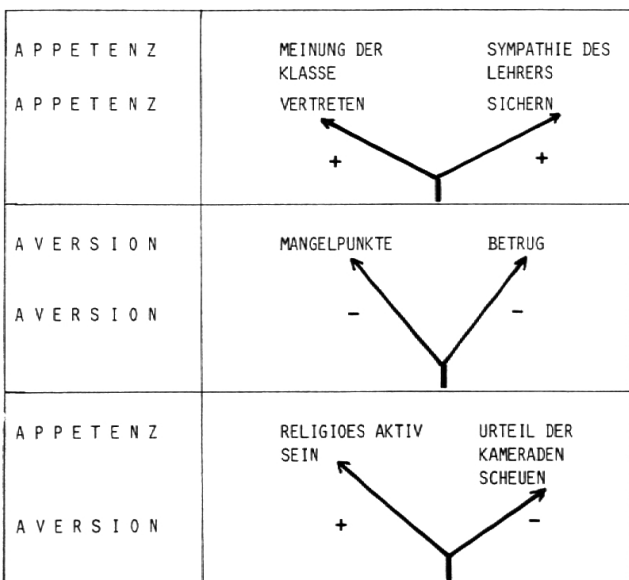 A P P E T E N Z
MEINUNG DER
KLASSE
SYMPATHIE DES
LEHRERS
A P P E T E N Z
VERTRETEN
SICHERN
+
+
A V E R S I O N
MANGELPUNKTE
BETRUG
A V E R S I O N
-
-
A P P E T E N Z
RELIGIOES AKTIV
SEIN
URTEIL DER
KAMERADEN
SCHEUEN
A V E R S I O N
+
-